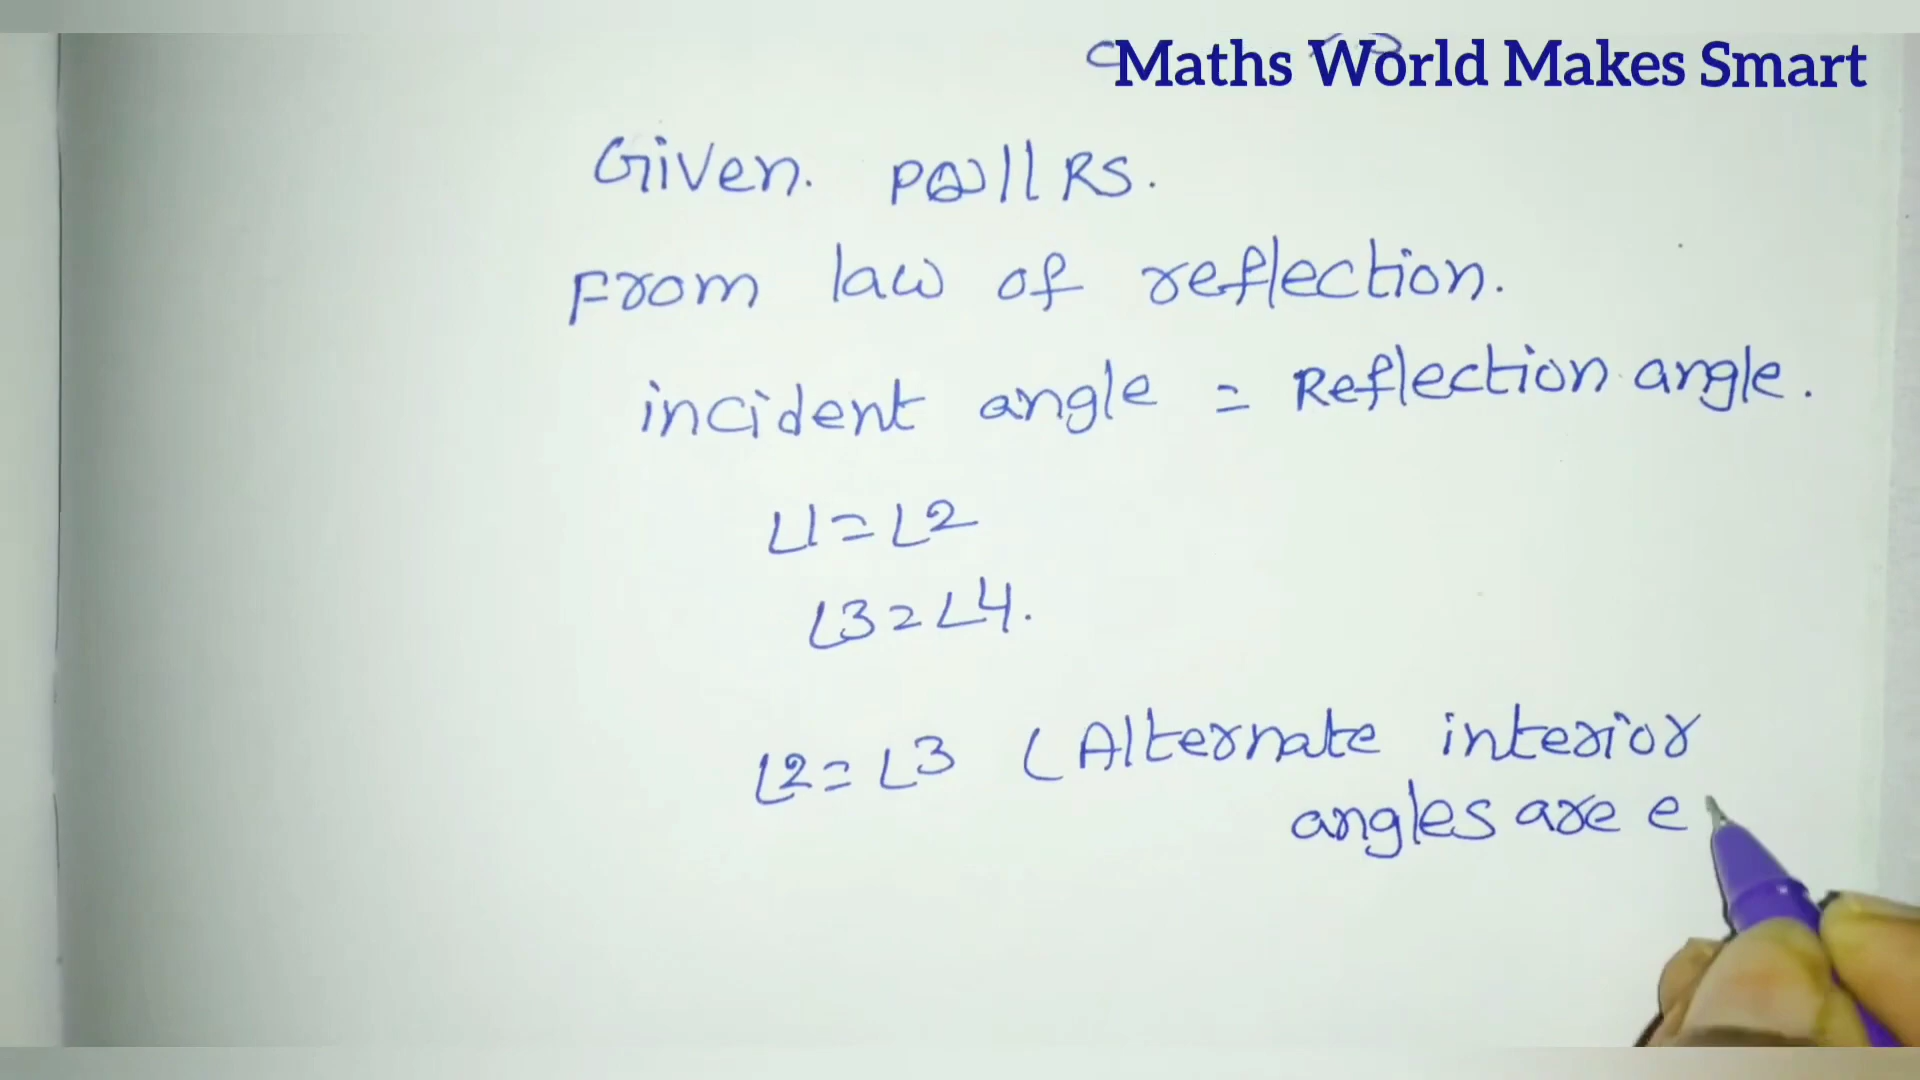 Maths World Makes Smart
Given. PQ || RS.
From law of reflection.
incident angle = Reflection angle.
∠1 = ∠2
∠3 = ∠4.
∠2 = ∠3 (Alternate interior
angles are e